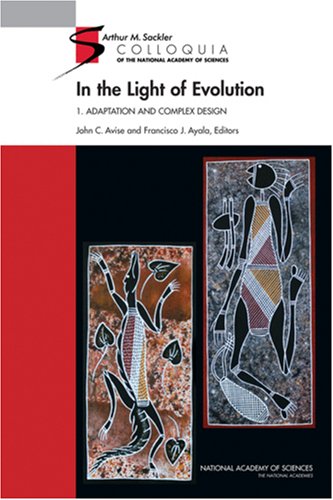 Arthur M. Sackler
COLLOQUIA
OF THE NATIONAL ACADEMY OF SCIENCES
In the Light of Evolution
1. ADAPTATION AND COMPLEX DESIGN
John C. Avise and Francisco J. Ayala, Editors
NATIONAL ACADEMY OF SCIENCES
THE NATIONAL ACADEMIES